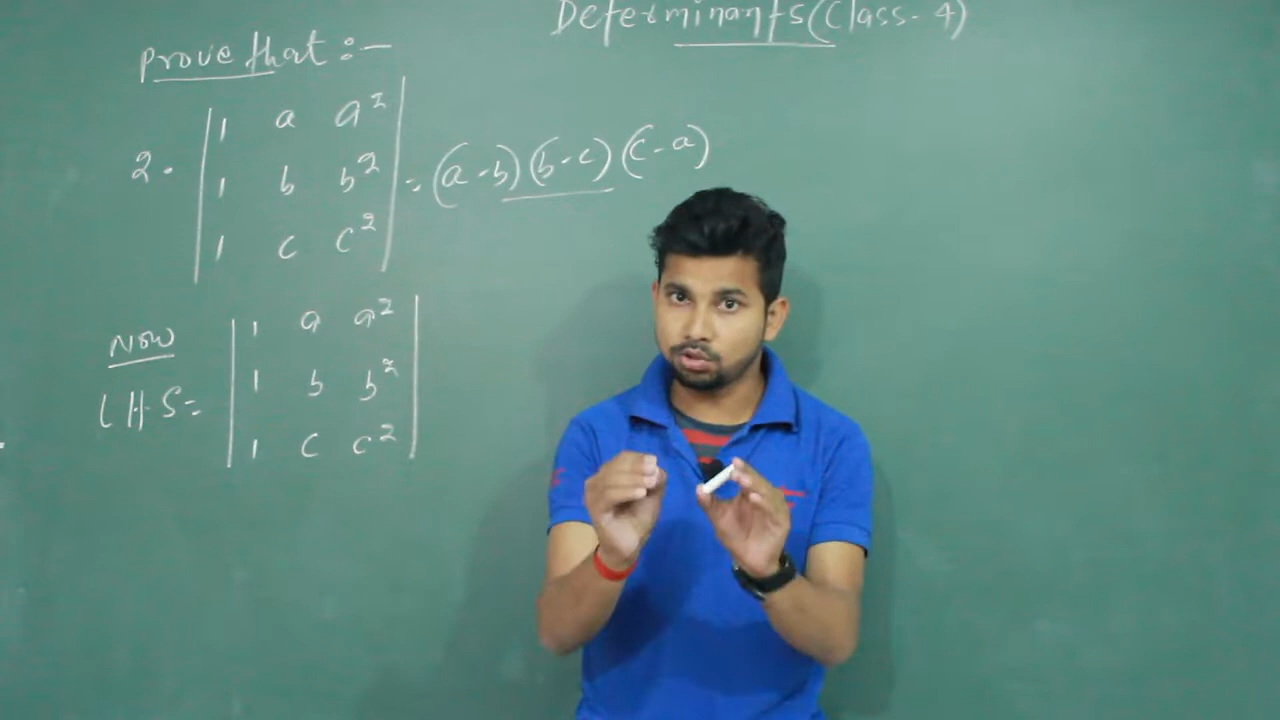 Determinants(Class-4)
Prove that :-
2. | 1 a a² |
| 1 b b² | = (a-b)(b-c)(c-a)
| 1 c c² |
Now
LHS= | 1 a a² |
| 1 b b² |
| 1 c c² |